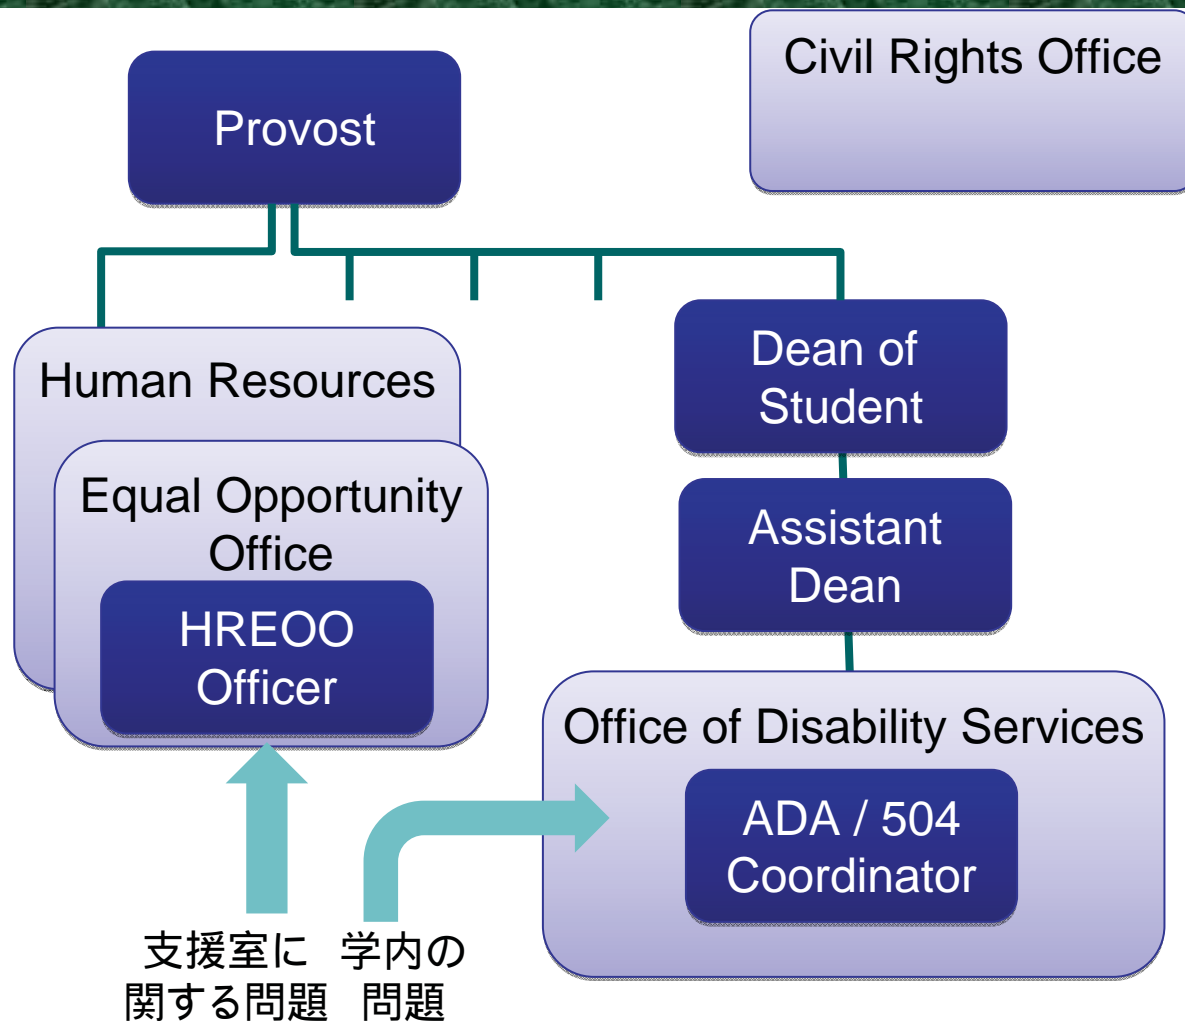 Civil Rights Office
Provost
Human Resources
Equal Opportunity
Office
HREOO
Officer
Dean of
Student
Assistant
Dean
Office of Disability Services
ADA / 504
Coordinator
支援室に
関する問題
学内の
問題